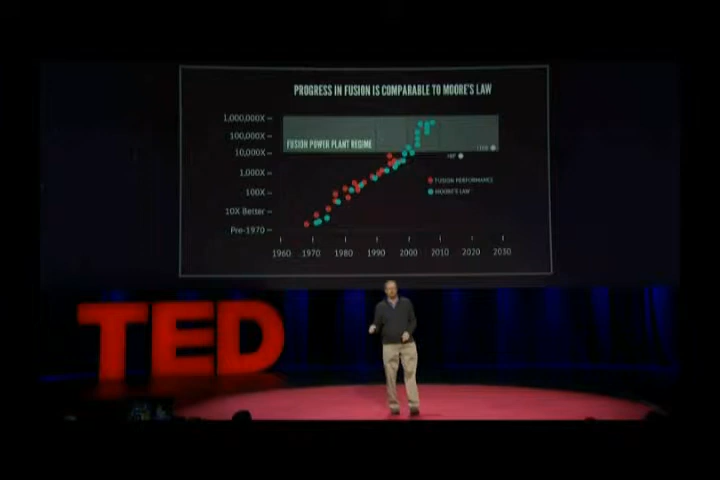 PROGRESS IN FUSION IS COMPARABLE TO MOORE'S LAW
1,000,000X
100,000X
10,000X
1,000X
100X
10X Better
Pre-1970
FUSION POWER PLANT REGIME
FUSION PERFORMANCE
MOORE'S LAW
1960 1970 1980 1990 2000 2010 2020 2030
TED